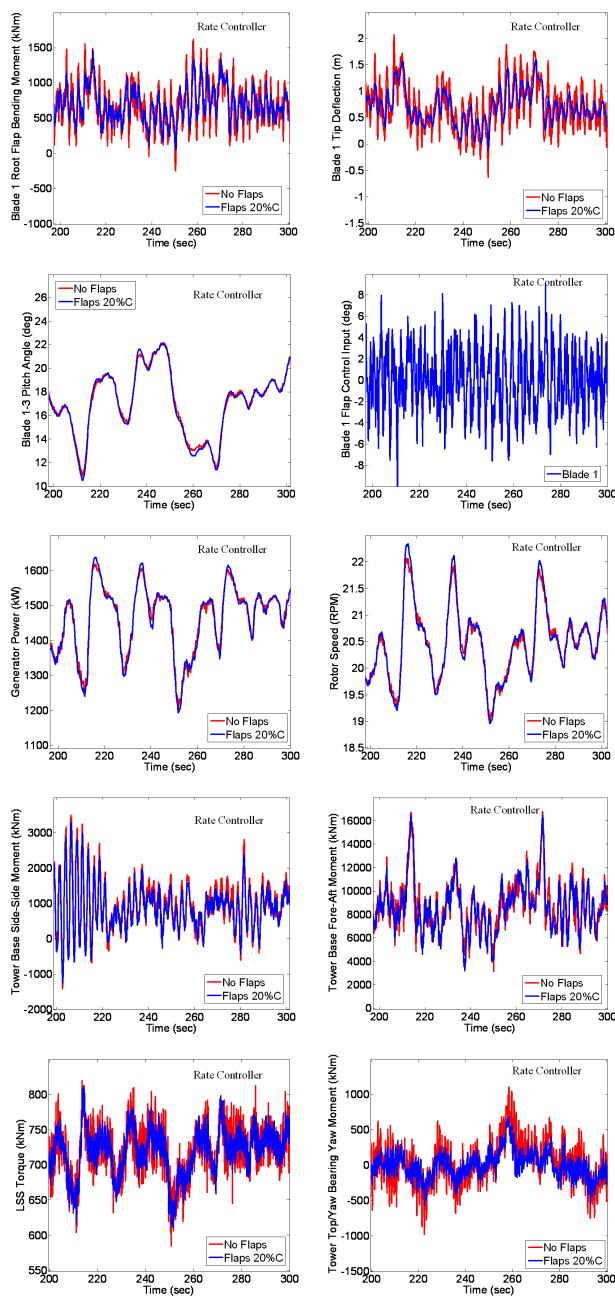 Blade 1 Root Flap Bending Moment (kNm)
Rate Controller
1500
1000
500
0
-500
-1000
200 220 240 260 280 300
Time (sec)
No Flaps
Flaps 20%C
Blade 1 Tip Deflection (m)
Rate Controller
2
1.5
1
0.5
0
-0.5
-1
-1.5
200 220 240 260 280 300
Time (sec)
No Flaps
Flaps 20%C
Blade 1-3 Pitch Angle (deg)
Rate Controller
No Flaps
Flaps 20%C
26
24
22
20
18
16
14
12
10
200 220 240 260 280 300
Time (sec)
Blade 1 Flap Control Input (deg)
Rate Controller
8
6
4
2
0
-2
-4
-6
-8
200 220 240 260 280 300
Time (sec)
Blade 1
Generator Power (kW)
Rate Controller
1600
1500
1400
1300
1200
1100
200 220 240 260 280 300
Time (sec)
No Flaps
Flaps 20%C
Rotor Speed (RPM)
Rate Controller
22
21.5
21
20.5
20
19.5
19
18.5
200 220 240 260 280 300
Time (sec)
No Flaps
Flaps 20%C
Tower Base Side-Side Moment (kNm)
Rate Controller
3000
2000
1000
0
-1000
-2000
200 220 240 260 280 300
Time (sec)
No Flaps
Flaps 20%C
Tower Base Fore-Aft Moment (kNm)
Rate Controller
16000
14000
12000
10000
8000
6000
4000
2000
0
200 220 240 260 280 300
Time (sec)
No Flaps
Flaps 20%C
LSS Torque (kNm)
Rate Controller
800
750
700
650
600
550
200 220 240 260 280 300
Time (sec)
No Flaps
Flaps 20%C
Tower Top/Yaw Bearing Yaw Moment (kNm)
Rate Controller
1000
500
0
-500
-1000
-1500
200 220 240 260 280 300
Time (sec)
No Flaps
Flaps 20%C